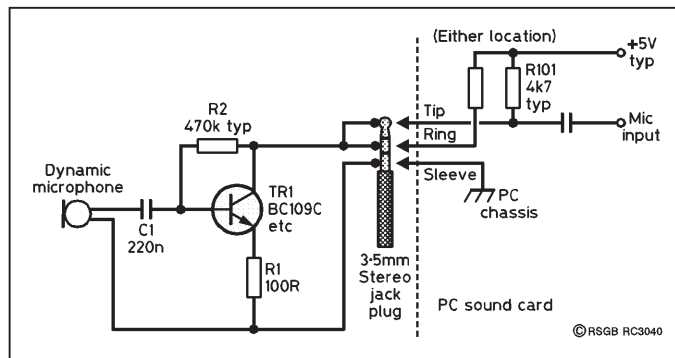 (Either location)
+5V
typ
R101
4k7
typ
R2
470k typ
Tip
Ring
Mic
input
Dynamic
microphone
TR1
BC109C
etc
Sleeve
PC
chassis
C1
220n
R1
100R
3·5mm
Stereo
jack
plug
PC sound card
©RSGB RC3040